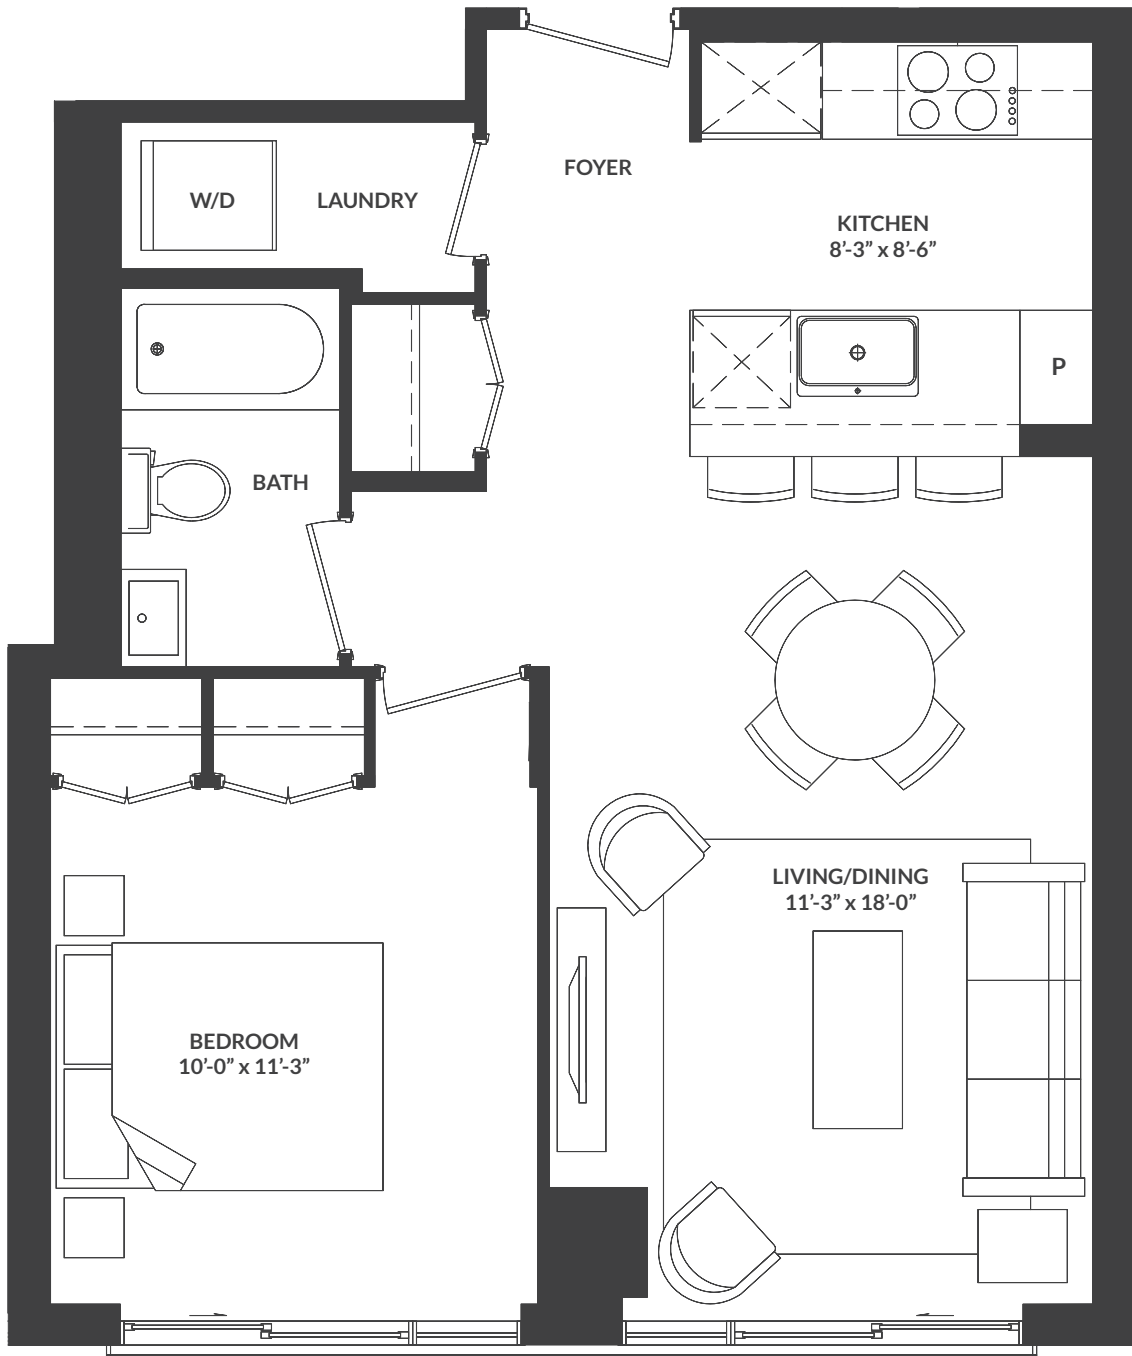 FOYER
W/D
LAUNDRY
KITCHEN
8’-3” x 8’-6”
P
BATH
LIVING/DINING
11’-3” x 18’-0”
BEDROOM
10’-0” x 11’-3”